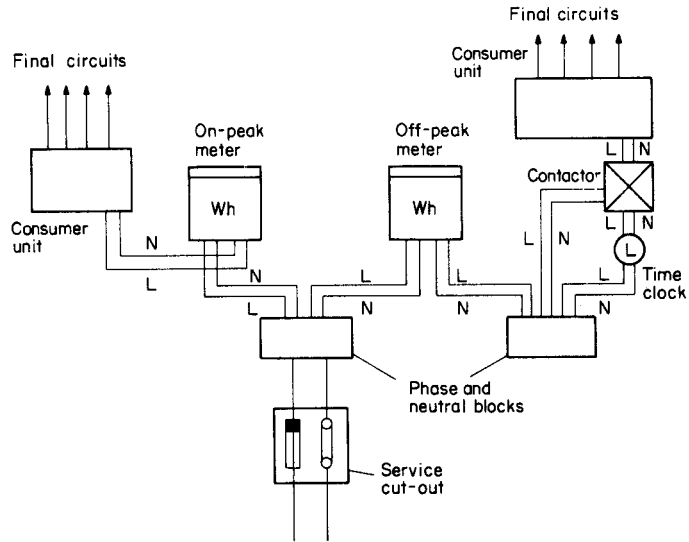 Final circuits
Consumer
unit
Final circuits
On-peak
meter
Off-peak
meter
L N
Contactor
Wh
Wh
Consumer
unit
L N
L N
N
L
L
Time
clock
N
L
L
L
L
L
N
N
N
Phase and
neutral blocks
Service
cut-out